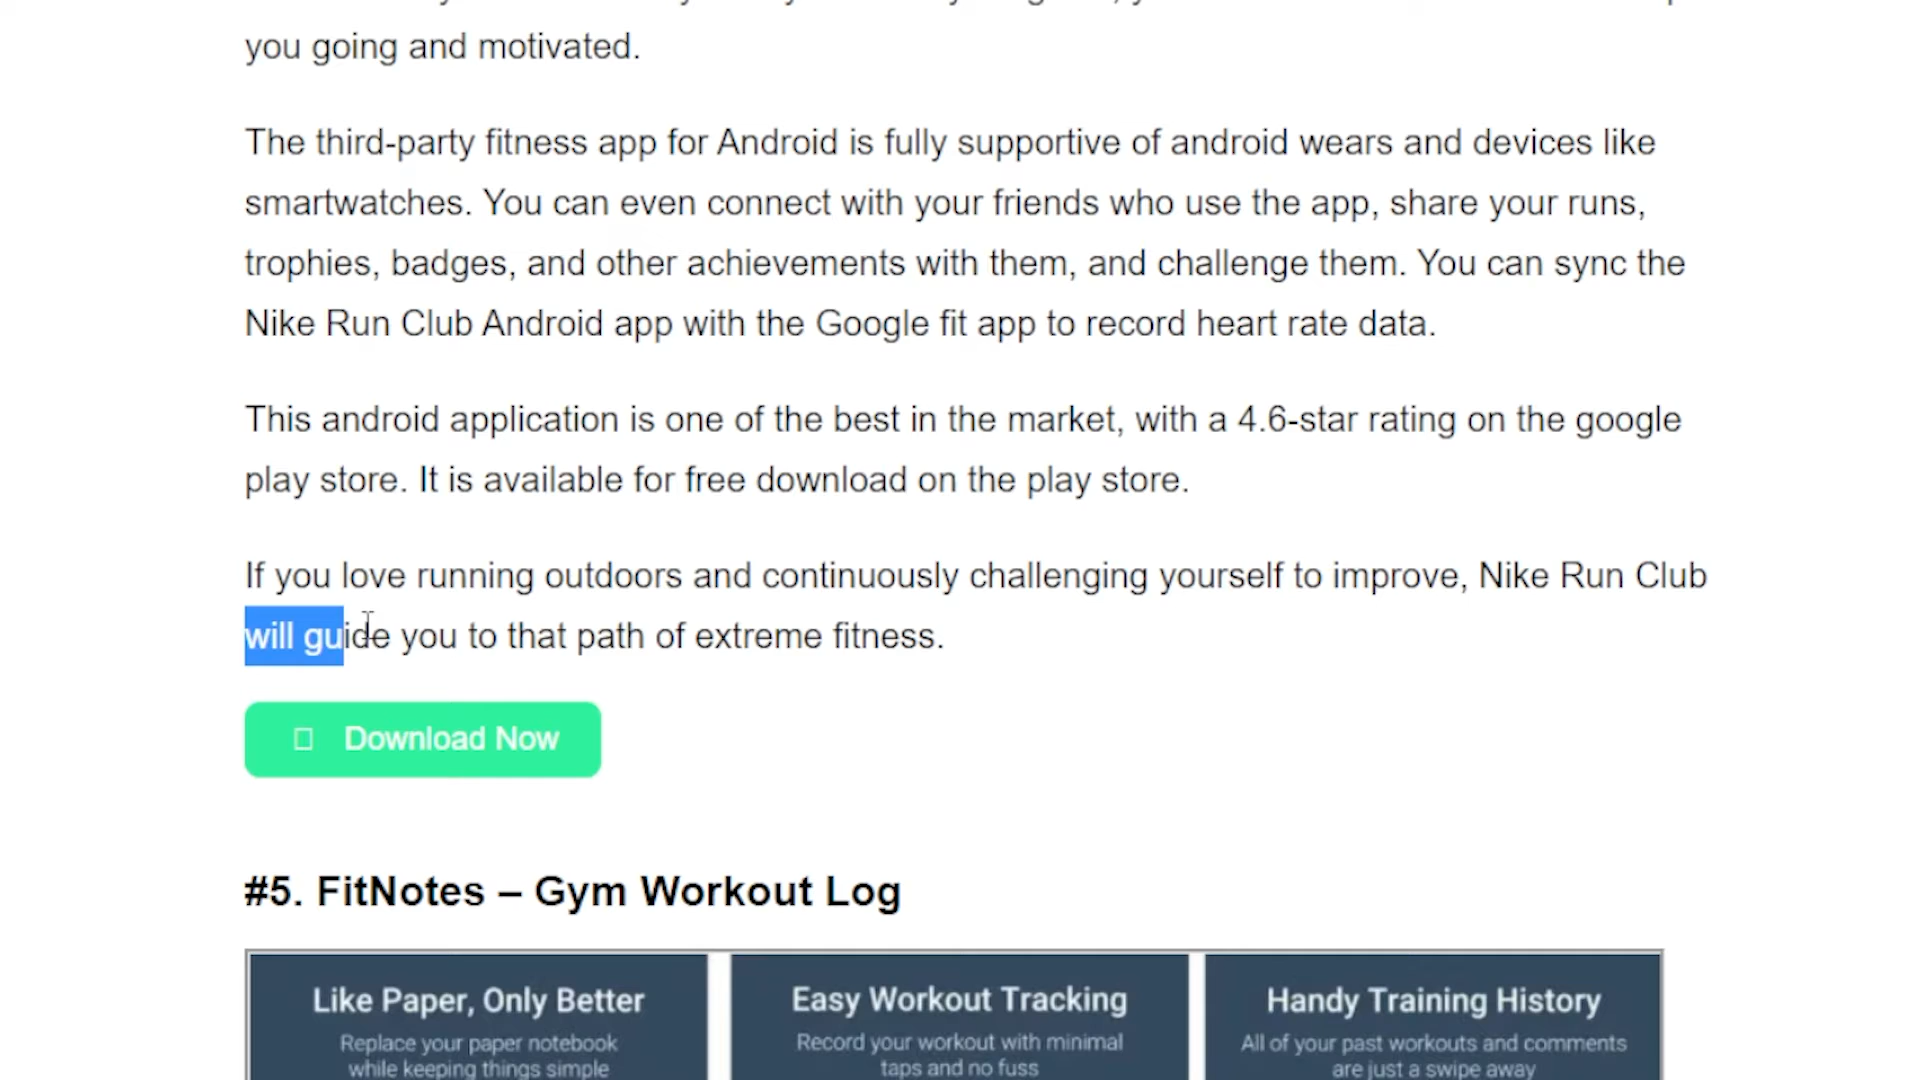 you going and motivated.
The third-party fitness app for Android is fully supportive of android wears and devices like
smartwatches. You can even connect with your friends who use the app, share your runs,
trophies, badges, and other achievements with them, and challenge them. You can sync the
Nike Run Club Android app with the Google fit app to record heart rate data.
This android application is one of the best in the market, with a 4.6-star rating on the google
play store. It is available for free download on the play store.
If you love running outdoors and continuously challenging yourself to improve, Nike Run Club
will guide you to that path of extreme fitness.
Download Now
#5. FitNotes – Gym Workout Log
Like Paper, Only Better
Replace your paper notebook
while keeping things simple
Easy Workout Tracking
Record your workout with minimal
taps and no fuss
Handy Training History
All of your past workouts and comments
are just a swipe away